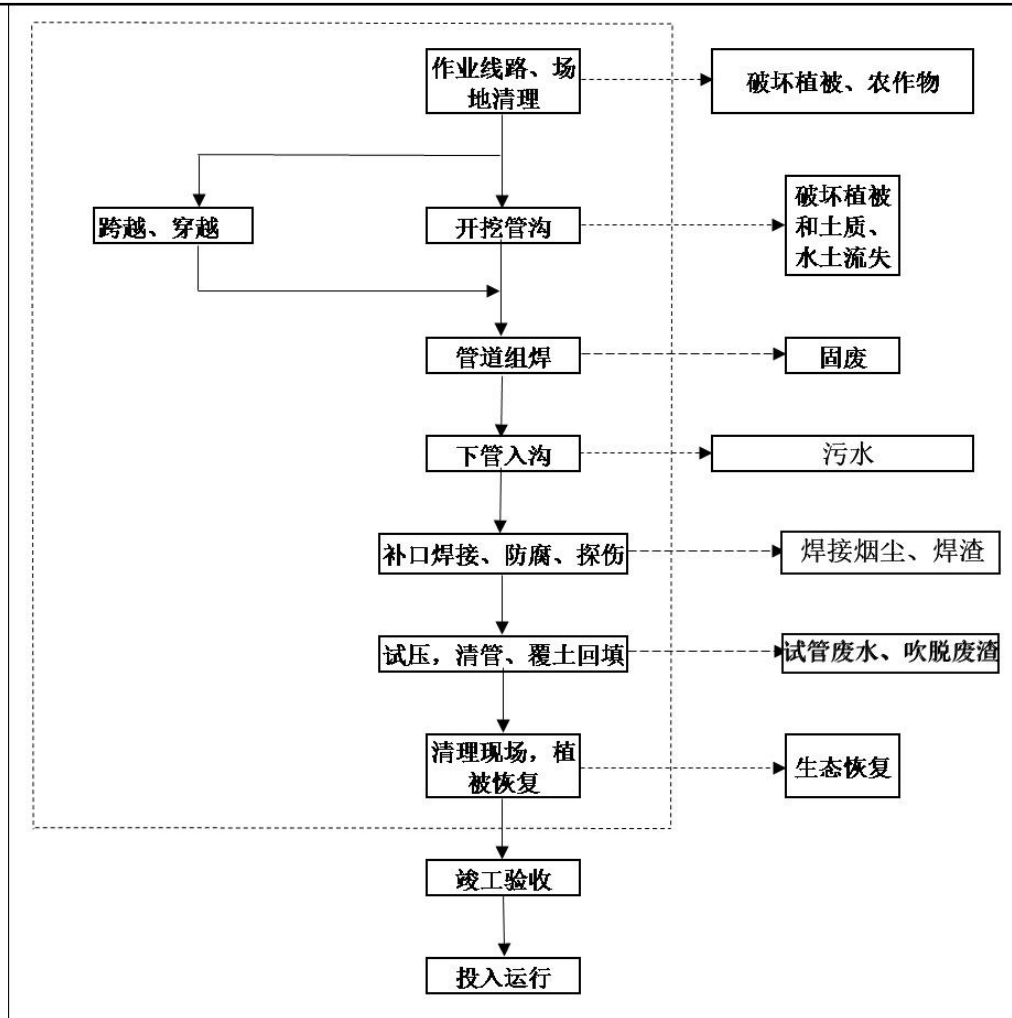 作业线路、场
地清理
破坏植被、农作物
跨越、穿越
开挖管沟
破坏植被
和土质、
水土流失
管道组焊
固废
下管入沟
污水
补口焊接、防腐、探伤
焊接烟尘、焊渣
试压，清管、覆土回填
试管废水、吹脱废渣
清理现场，植
被恢复
生态恢复
竣工验收
投入运行